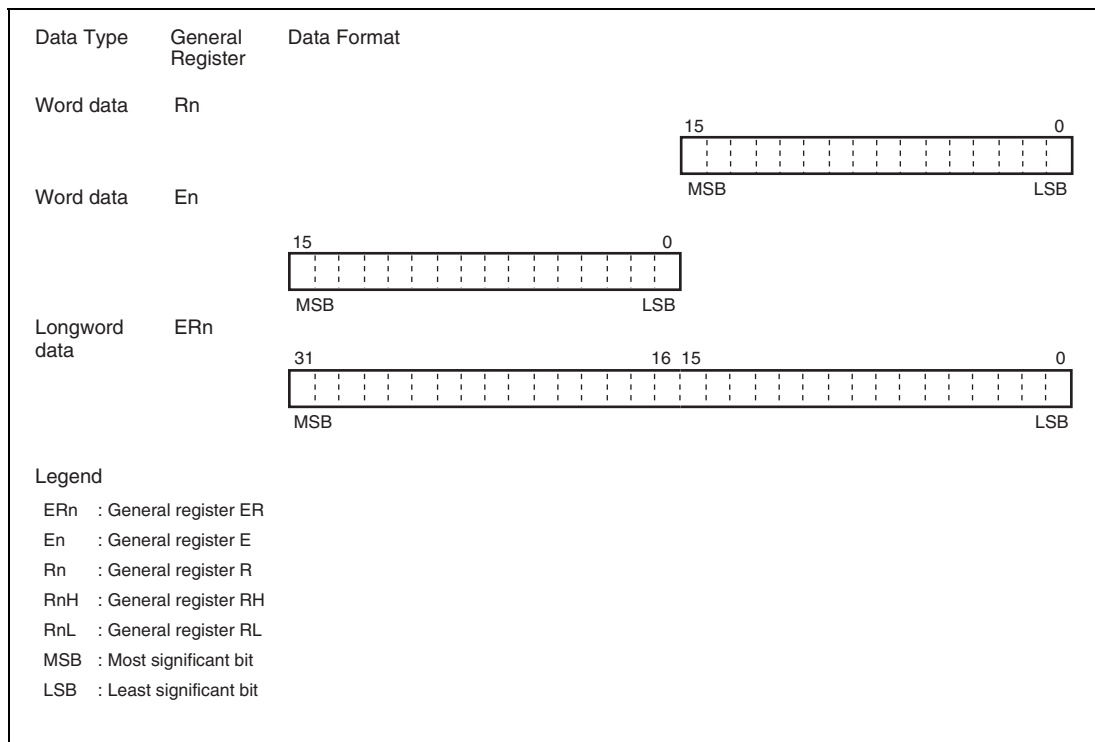 Data Type General Register Data Format
Word data Rn
15 0
MSB LSB
Word data En
15 0
MSB LSB
Longword data ERn
31 16 15 0
MSB LSB
Legend
ERn : General register ER
En : General register E
Rn : General register R
RnH : General register RH
RnL : General register RL
MSB : Most significant bit
LSB : Least significant bit